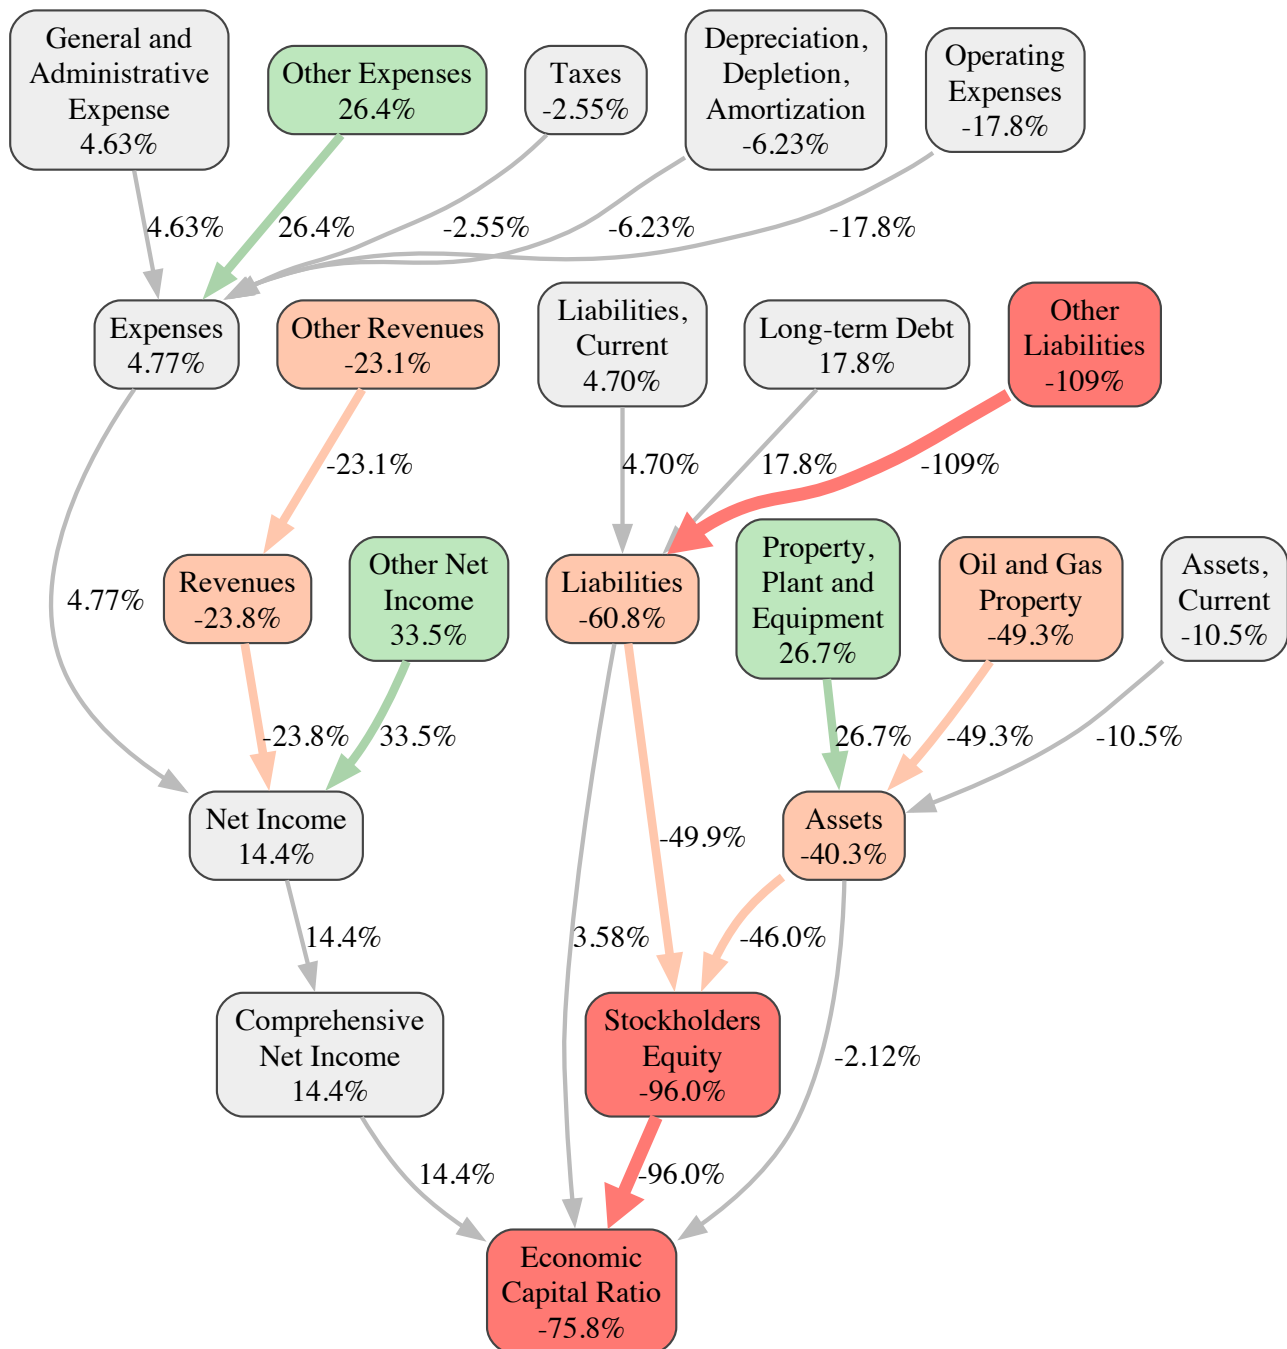 General and
Administrative
Expense
4.63%
Other Expenses
26.4%
Taxes
-2.55%
Depreciation,
Depletion,
Amortization
-6.23%
Operating
Expenses
-17.8%
4.63%
26.4%
-2.55%
-6.23%
-17.8%
Expenses
4.77%
Other Revenues
-23.1%
Liabilities,
Current
4.70%
Long-term Debt
17.8%
Other
Liabilities
-109%
-23.1%
4.70%
17.8%
-109%
4.77%
Revenues
-23.8%
Other Net
Income
33.5%
Liabilities
-60.8%
Property,
Plant and
Equipment
26.7%
Oil and Gas
Property
-49.3%
Assets,
Current
-10.5%
-23.8%
33.5%
26.7%
-49.3%
-10.5%
Net Income
14.4%
-49.9%
Assets
-40.3%
14.4%
3.58%
-46.0%
Comprehensive
Net Income
14.4%
Stockholders
Equity
-96.0%
-2.12%
14.4%
-96.0%
Economic
Capital Ratio
-75.8%